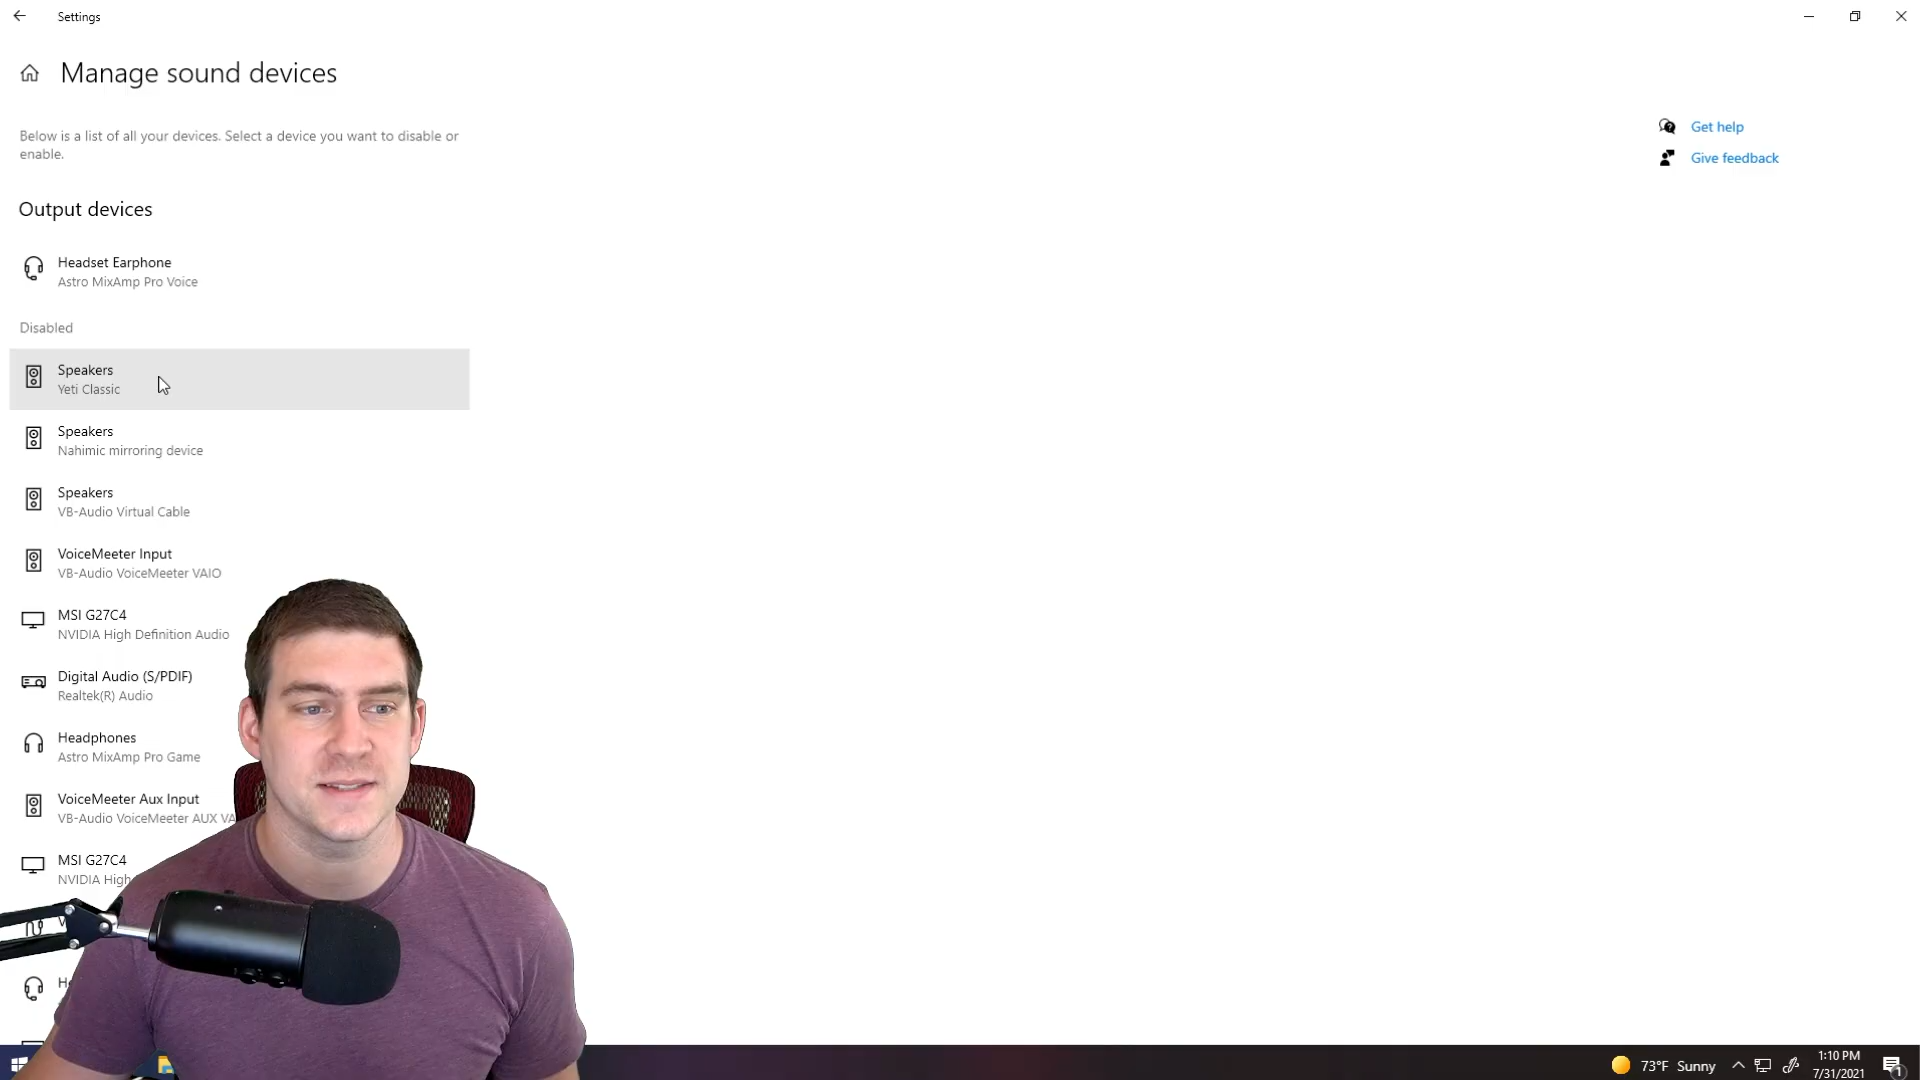 Settings
Manage sound devices
Below is a list of all your devices. Select a device you want to disable or
enable.
Get help
Give feedback
Output devices
Headset Earphone
Astro MixAmp Pro Voice
Disabled
Speakers
Yeti Classic
Speakers
Nahimic mirroring device
Speakers
VB-Audio Virtual Cable
VoiceMeeter Input
VB-Audio VoiceMeeter VAIO
MSI G27C4
NVIDIA High Definition Audio
Digital Audio (S/PDIF)
Realtek(R) Audio
Headphones
Astro MixAmp Pro Game
VoiceMeeter Aux Input
VB-Audio VoiceMeeter AUX VA
MSI G27C4
NVIDIA High
73°F Sunny
1:10 PM
7/31/2021
1